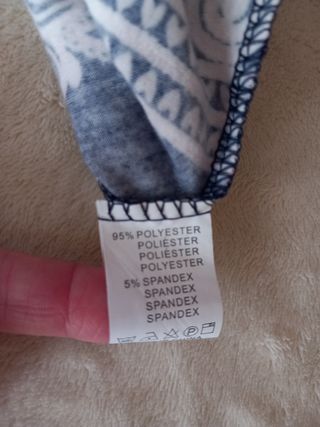 95% POLYESTER
POLIÉSTER
POLIÉSTER
POLYESTER
5% SPANDEX
SPANDEX
SPANDEX
SPANDEX